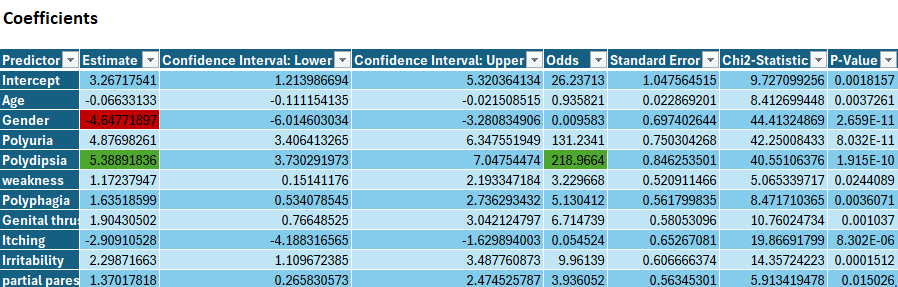 Coefficients
Predictor Estimate Confidence Interval: Lower Confidence Interval: Upper Odds Standard Error Chi2-Statistic P-Value
Intercept 3.26717541 1.213986694 5.320364134 26.23713 1.047564515 9.727099256 0.0018157
Age -0.06633133 -0.111154135 -0.021508515 0.935821 0.022869201 8.412699448 0.0037261
Gender -4.64771897 -6.014603034 -3.280834906 0.009583 0.697402644 44.41324869 2.659E-11
Polyuria 4.87698261 3.406413265 6.347551949 131.2341 0.750304268 42.25008433 8.032E-11
Polydipsia 5.38891836 3.730291973 7.04754474 218.9664 0.846253501 40.55106376 1.915E-10
weakness 1.17237947 0.15141176 2.193347184 3.229668 0.520911466 5.065339717 0.0244089
Polyphagia 1.63518599 0.534078545 2.736293432 5.130412 0.561799835 8.471710365 0.0036071
Genital thrus 1.90430502 0.76648525 3.042124797 6.714739 0.58053096 10.76024734 0.001037
Itching -2.90910528 -4.188316565 -1.629894003 0.054524 0.65267081 19.86691799 8.302E-06
Irritability 2.29871663 1.109672385 3.487760873 9.96139 0.606666374 14.35724223 0.0001512
partial pares 1.37017818 0.265830573 2.474525787 3.936052 0.56345301 5.913419478 0.015026